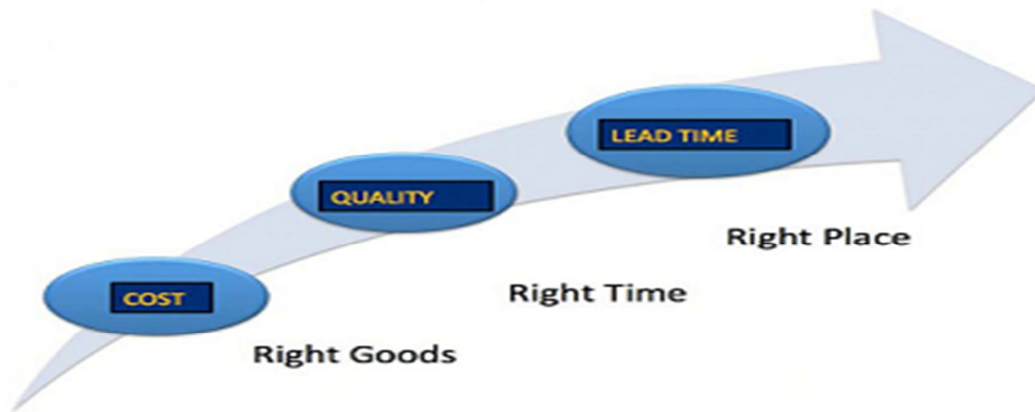 LEAD TIME
QUALITY
Right Place
Right Time
COST
Right Goods